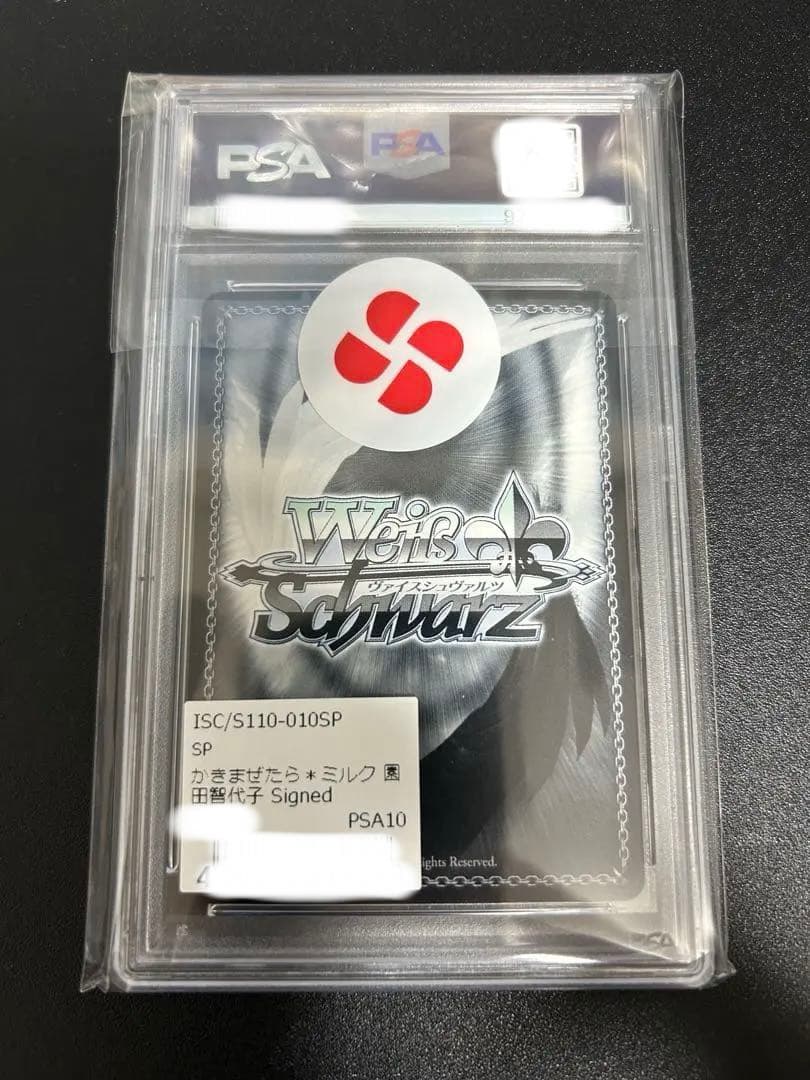 PSA
PSA
Weiß
ヴァイスシュヴァルツ
Schwarz
ISC/S110-010SP
SP
かきまぜたら*ミルク 園
田智代子 Signed
PSA10
ights Reserved.
PSA